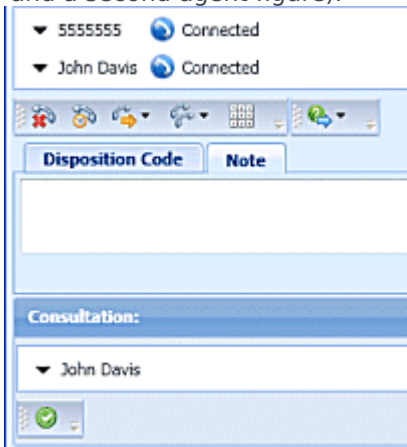 and a second agent figure).
5555555 Connected
John Davis Connected
Disposition Code Note
Consultation:
John Davis